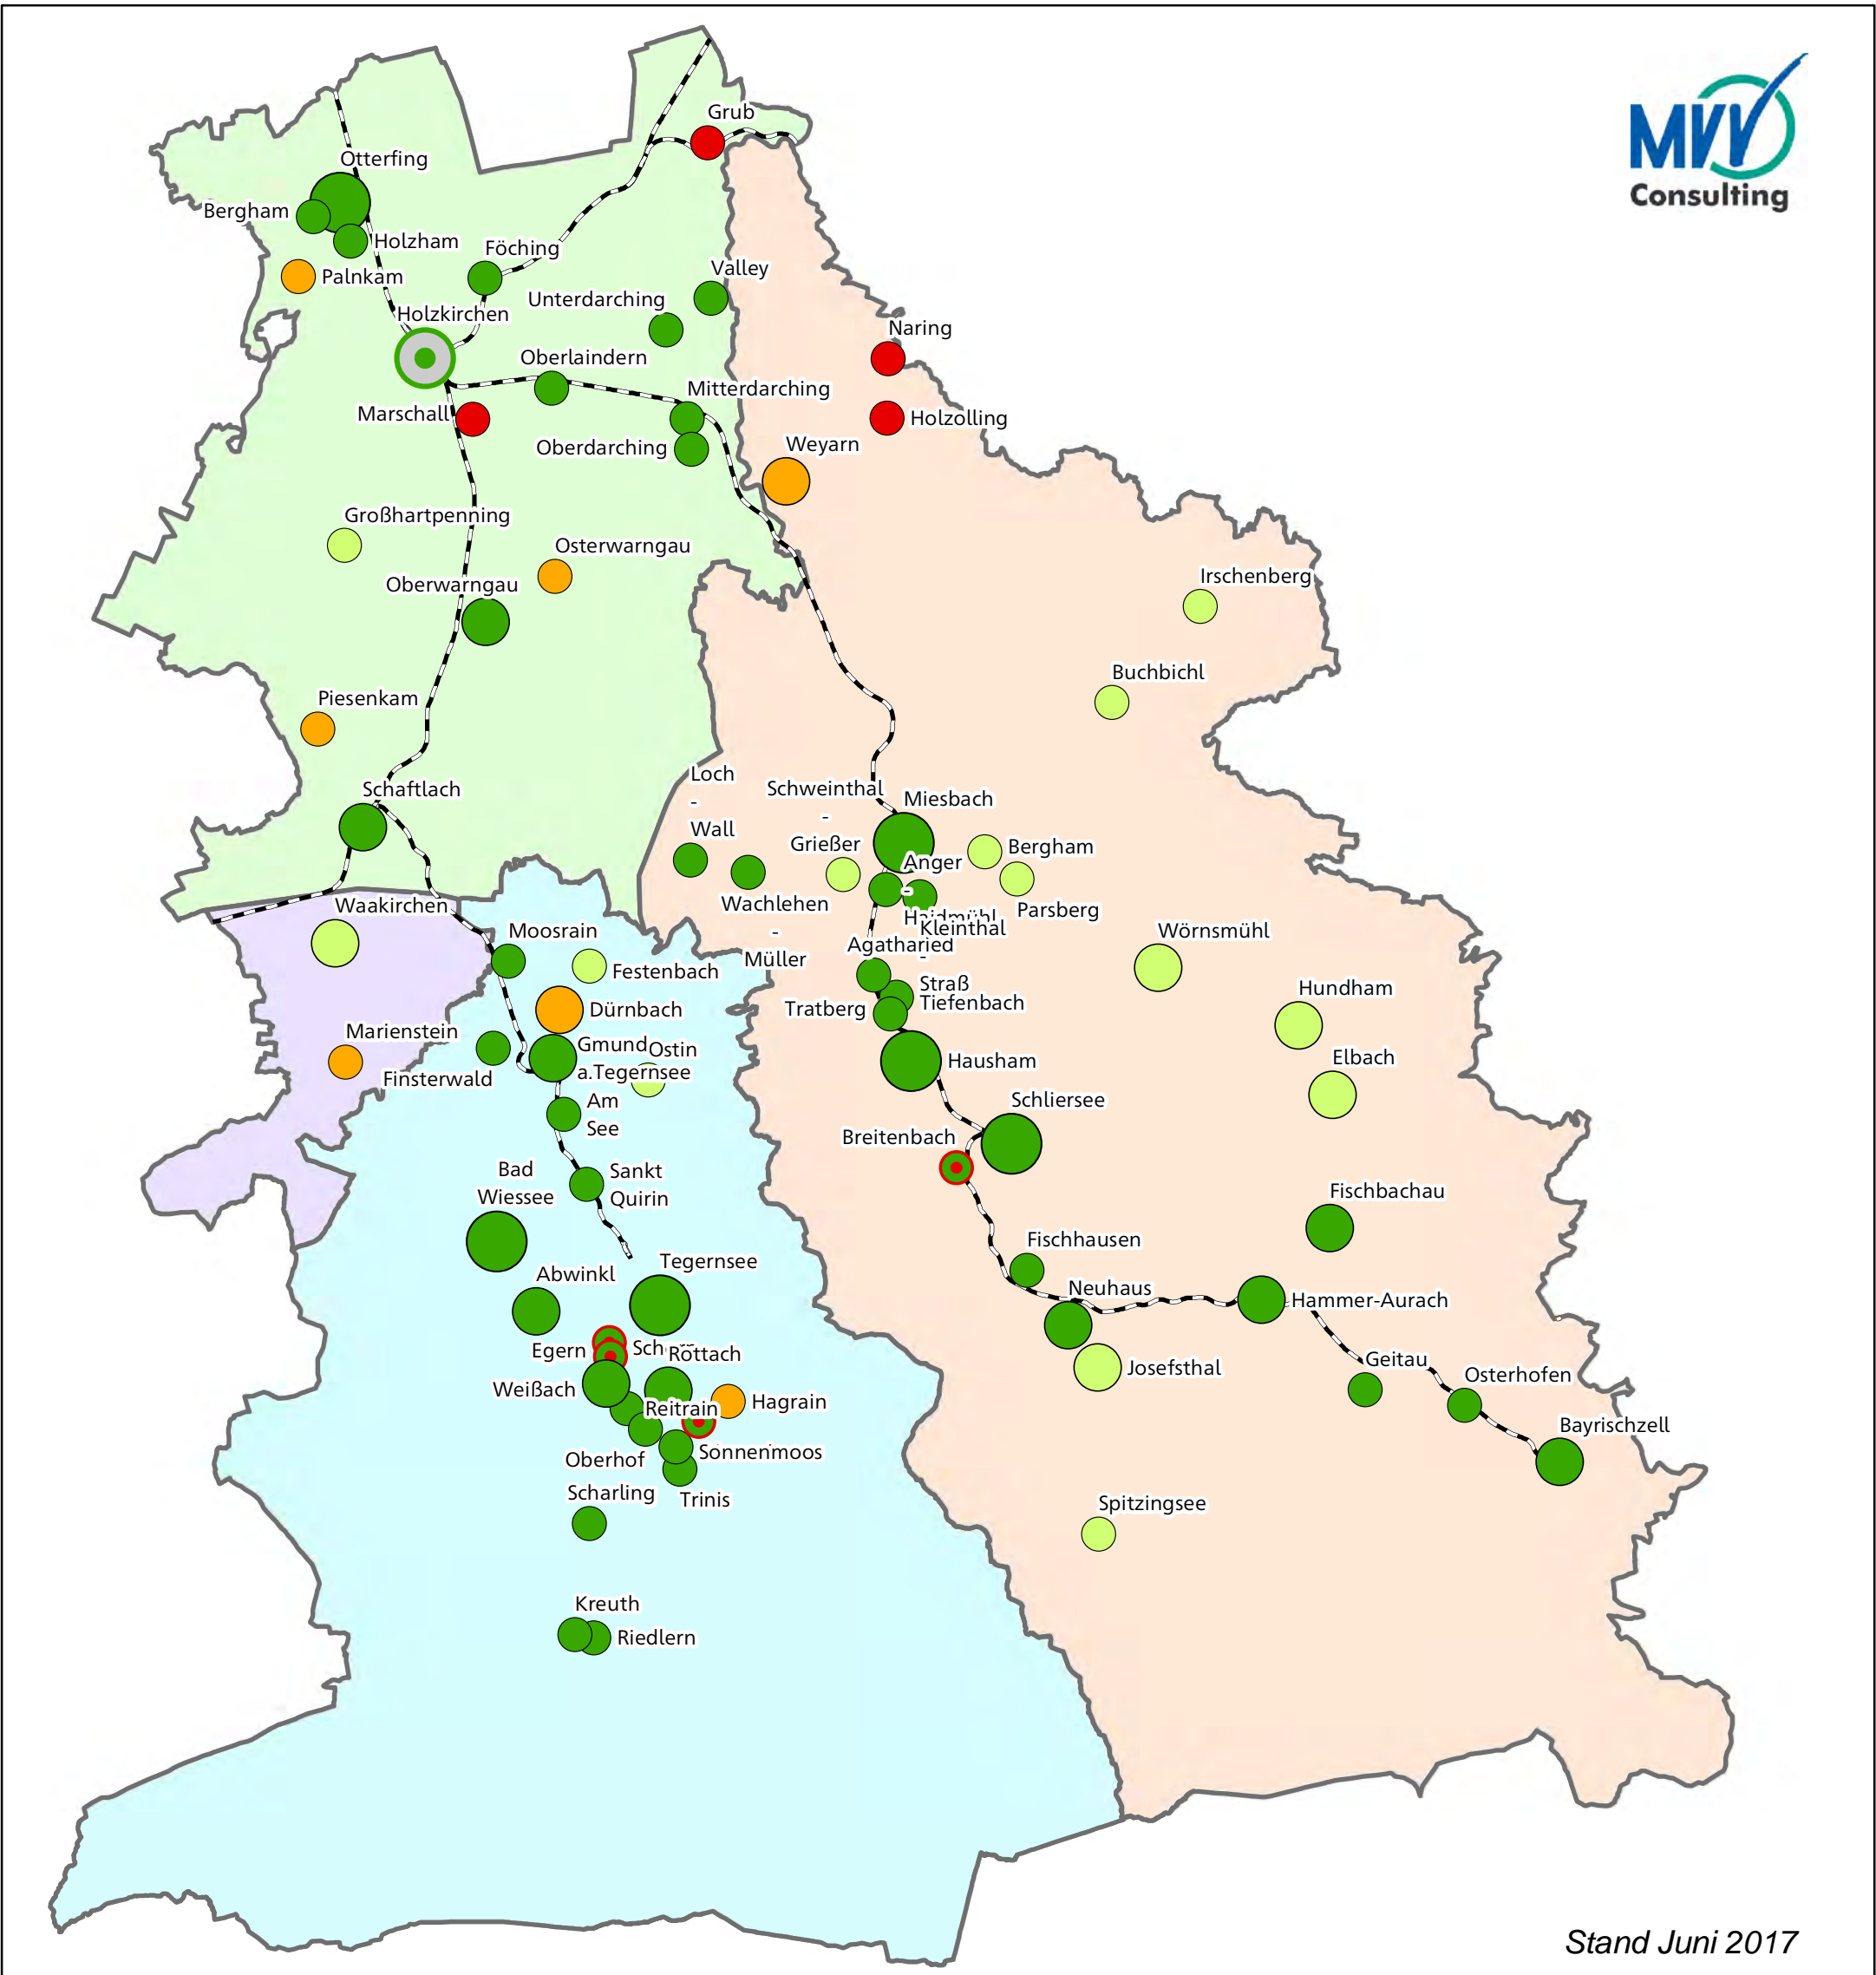 MVV
Consulting
Grub
Otterfing
Bergham
Holzham
Föching
Palnkam
Valley
Unterdarching
Holzkirchen
Naring
Oberlaindern
Mitterdarching
Marschall
Holzolling
Oberdarching
Weyarn
Großhartpenning
Osterwarngau
Irschenberg
Oberwarngau
Buchbichl
Piesenkam
Schaftlach
Loch
-
Wall
Schweinthal
-
Grießer
Miesbach
Bergham
Anger
-
Haidmühl
Parsberg
Wachlehen
-
Müller
Kleinthal
-
Straß
Waakirchen
Moosrain
Agatharied
Wörnsmühl
Festenbach
Hundham
Dürnbach
Tratberg
Tiefenbach
Marienstein
Gmund
a.Tegernsee
Ostin
Hausham
Elbach
Finsterwald
Am
See
Schliersee
Breitenbach
Bad
Wiessee
Sankt
Quirin
Fischbachau
Fischhausen
Abwinkl
Tegernsee
Neuhaus
Hammer-Aurach
Egern
Rottach
Josefsthal
Geitau
Weißach
Osterhofen
Reitrain
Hagrain
Bayrischzell
Oberhof
Sonnenmoos
Scharling
Trinis
Spitzingsee
Kreuth
Riedlern
Stand Juni 2017